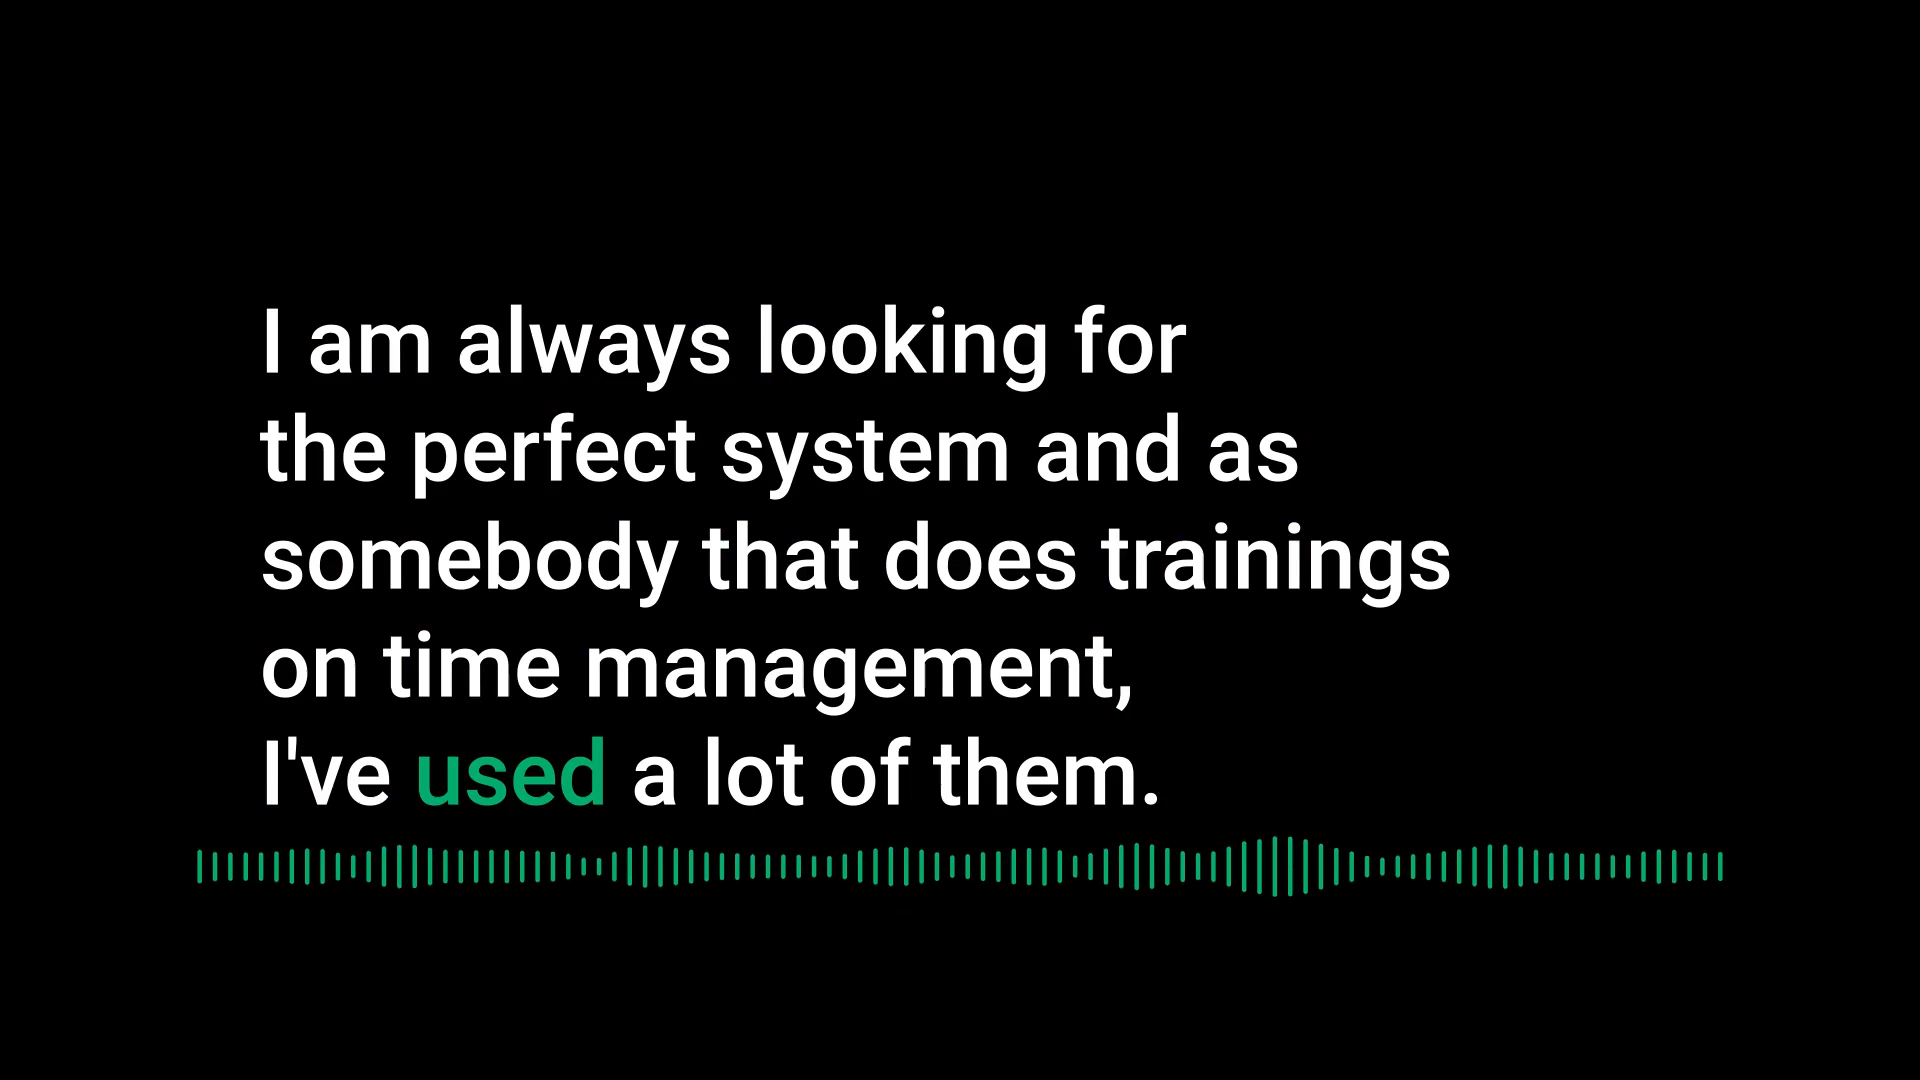 I am always looking for
the perfect system and as
somebody that does trainings
on time management,
I've used a lot of them.